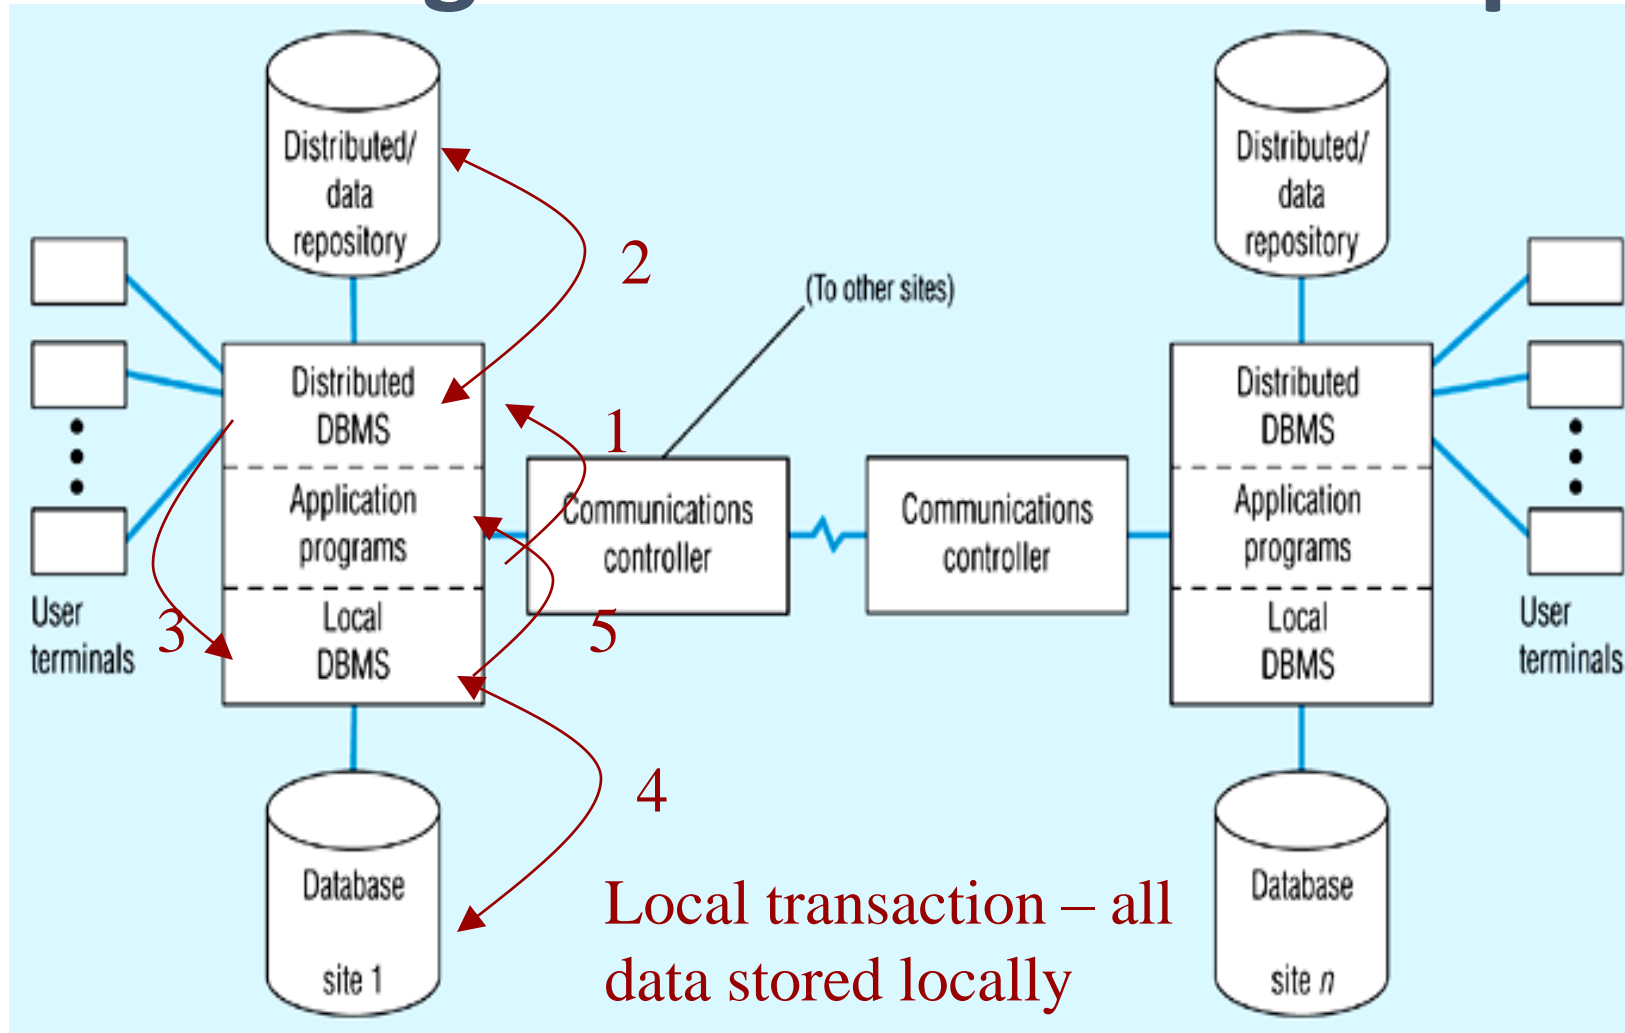 Distributed/
data
repository
Distributed/
data
repository
2
(To other sites)
Distributed
DBMS
1
Distributed
DBMS
Application
programs
Communications
controller
Communications
controller
Application
programs
User
terminals
3
Local
DBMS
5
Local
DBMS
User
terminals
4
Database
site 1
Local transaction – all
data stored locally
Database
site n